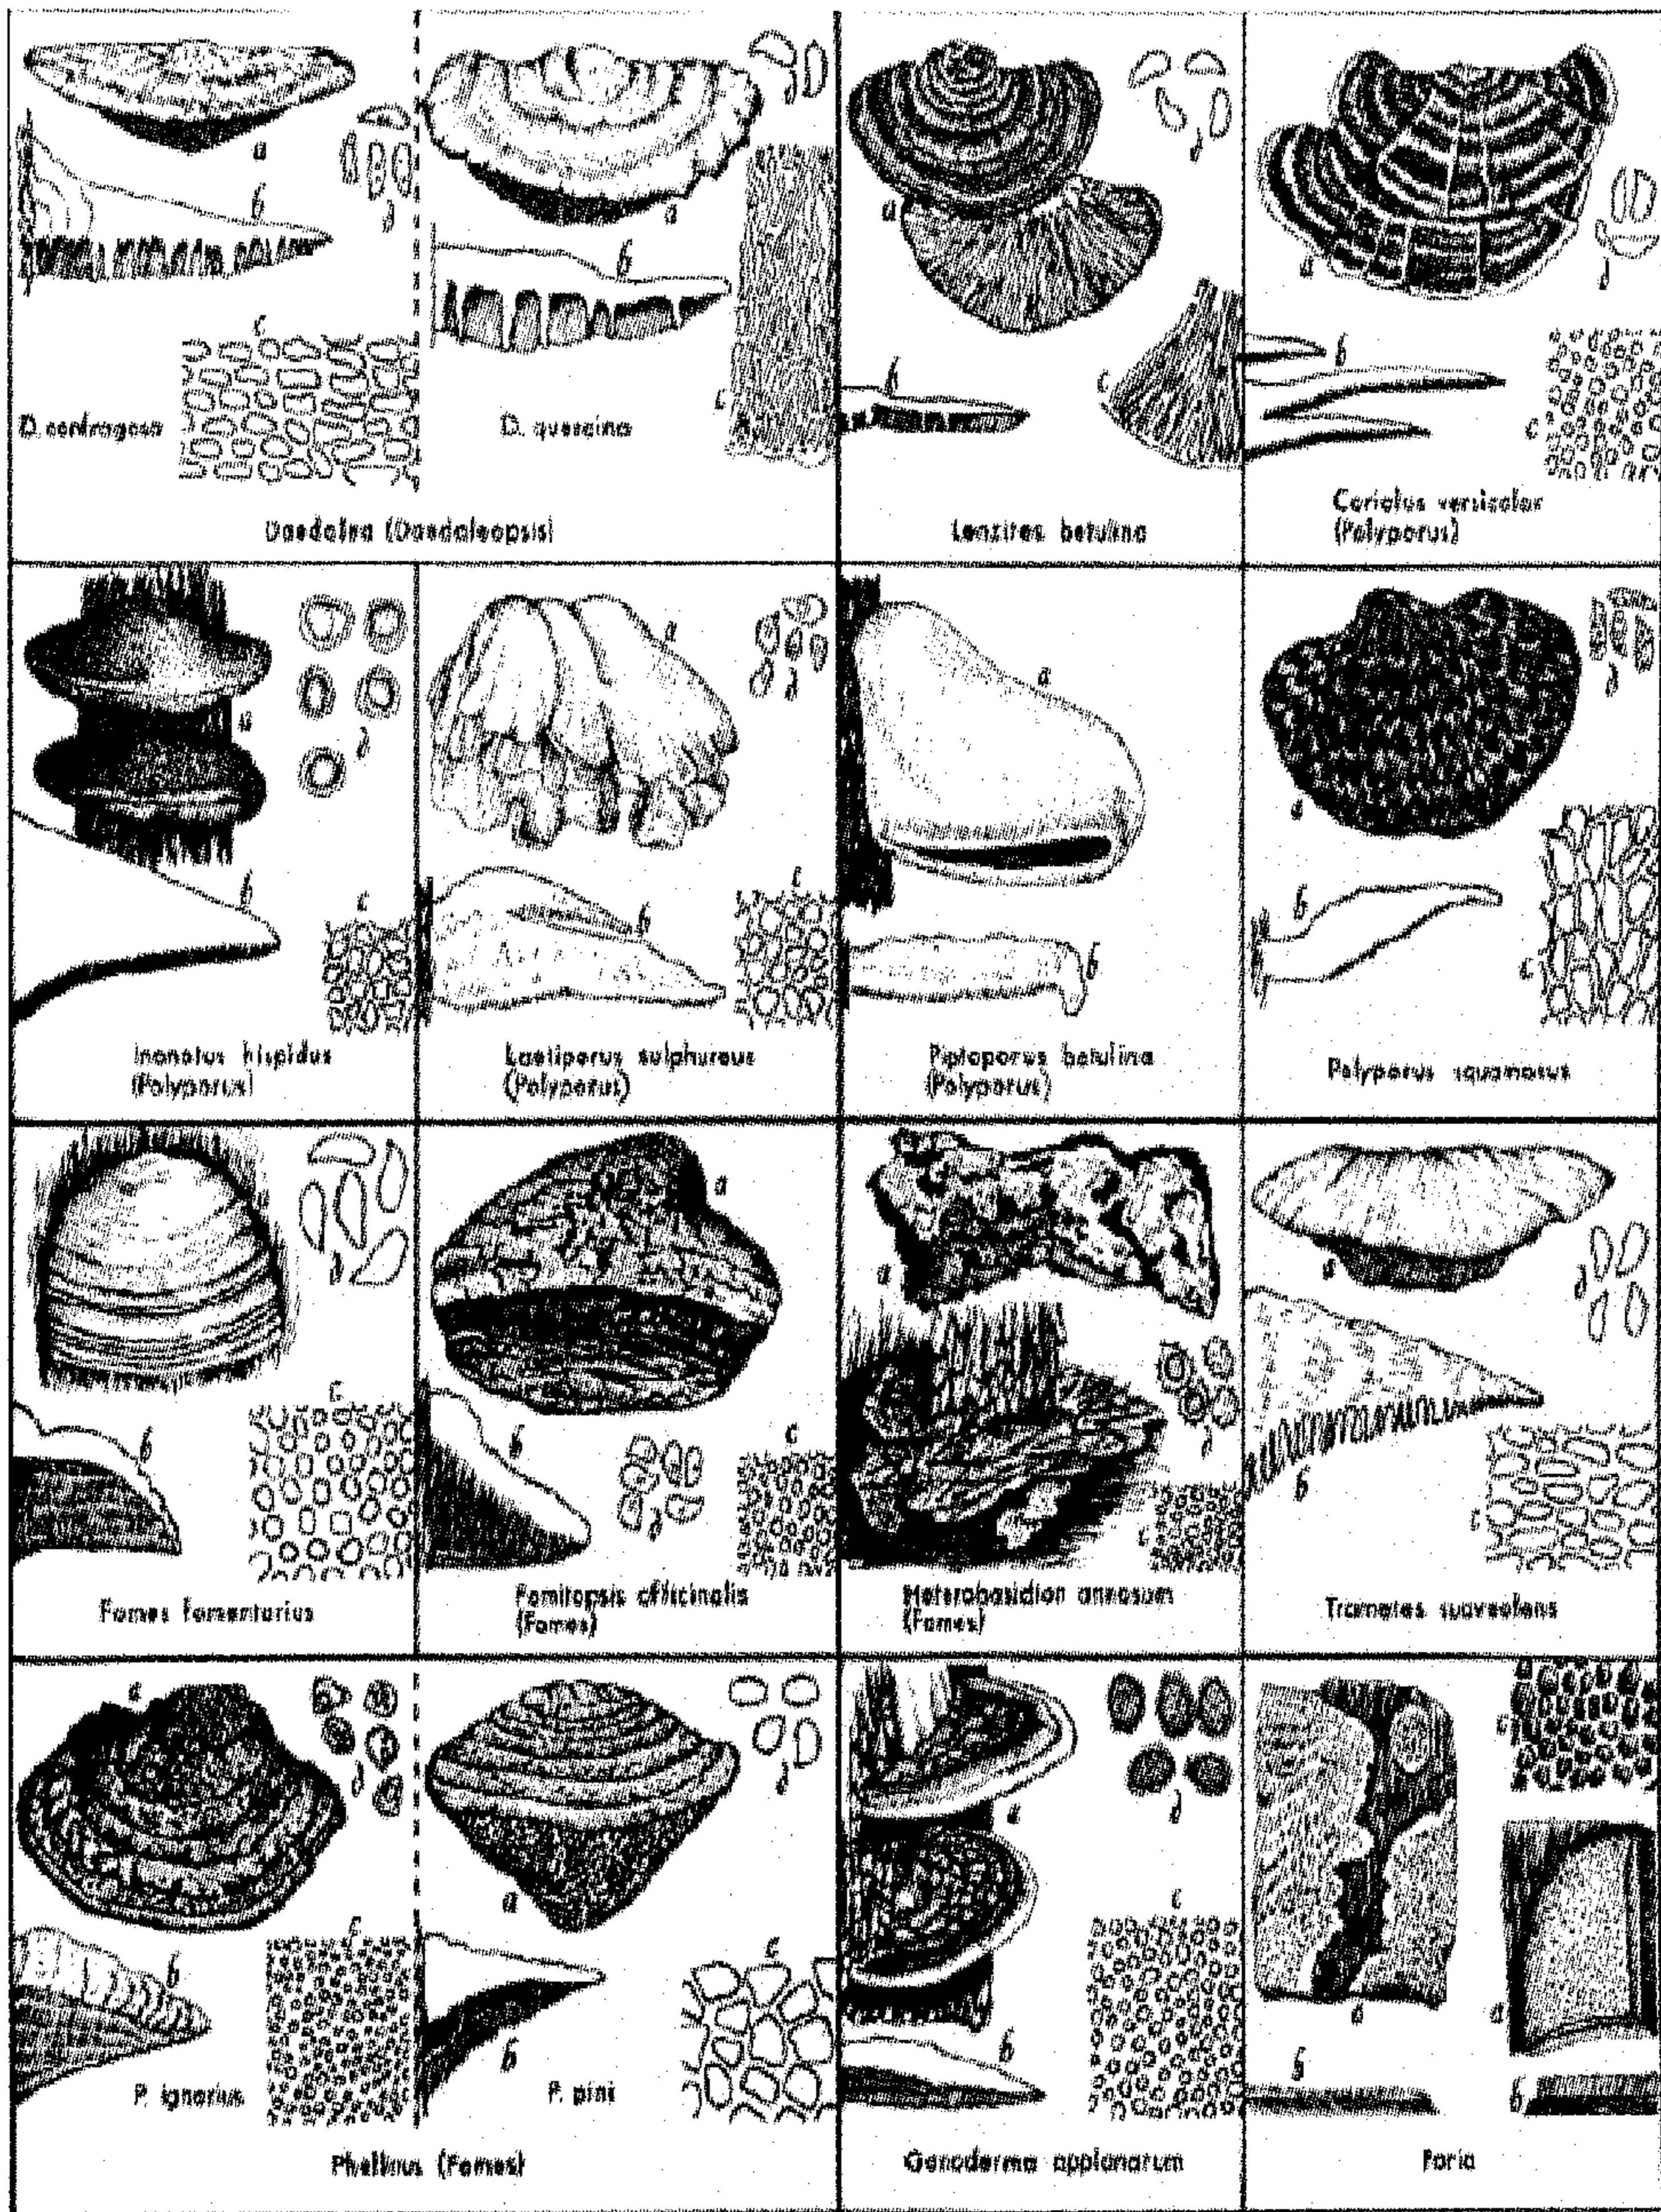 a
б
c
д
D. confragosa
a
б
c
д
D. quercina
Daedalea (Daedaleopsis)
a
б
c
д
Lenzites betulina
a
б
c
д
Coriolus versicolor
(Polyporus)
a
б
c
д
Inonotus hispidus
(Polyporus)
a
б
c
д
Laetiporus sulphureus
(Polyporus)
a
б
Piptoporus betulina
(Polyporus)
a
б
c
д
Polyporus squamosus
a
б
c
д
Fomes fomentarius
a
б
c
д
Fomitopsis officinalis
(Fomes)
a
б
c
д
Heterobasidion annosum
(Fomes)
a
б
c
д
Trametes suaveolens
a
б
c
д
P. igniarius
a
б
c
д
P. pini
Phellinus (Fomes)
a
б
c
д
Ganoderma applanatum
a
c
a
б
б
Poria